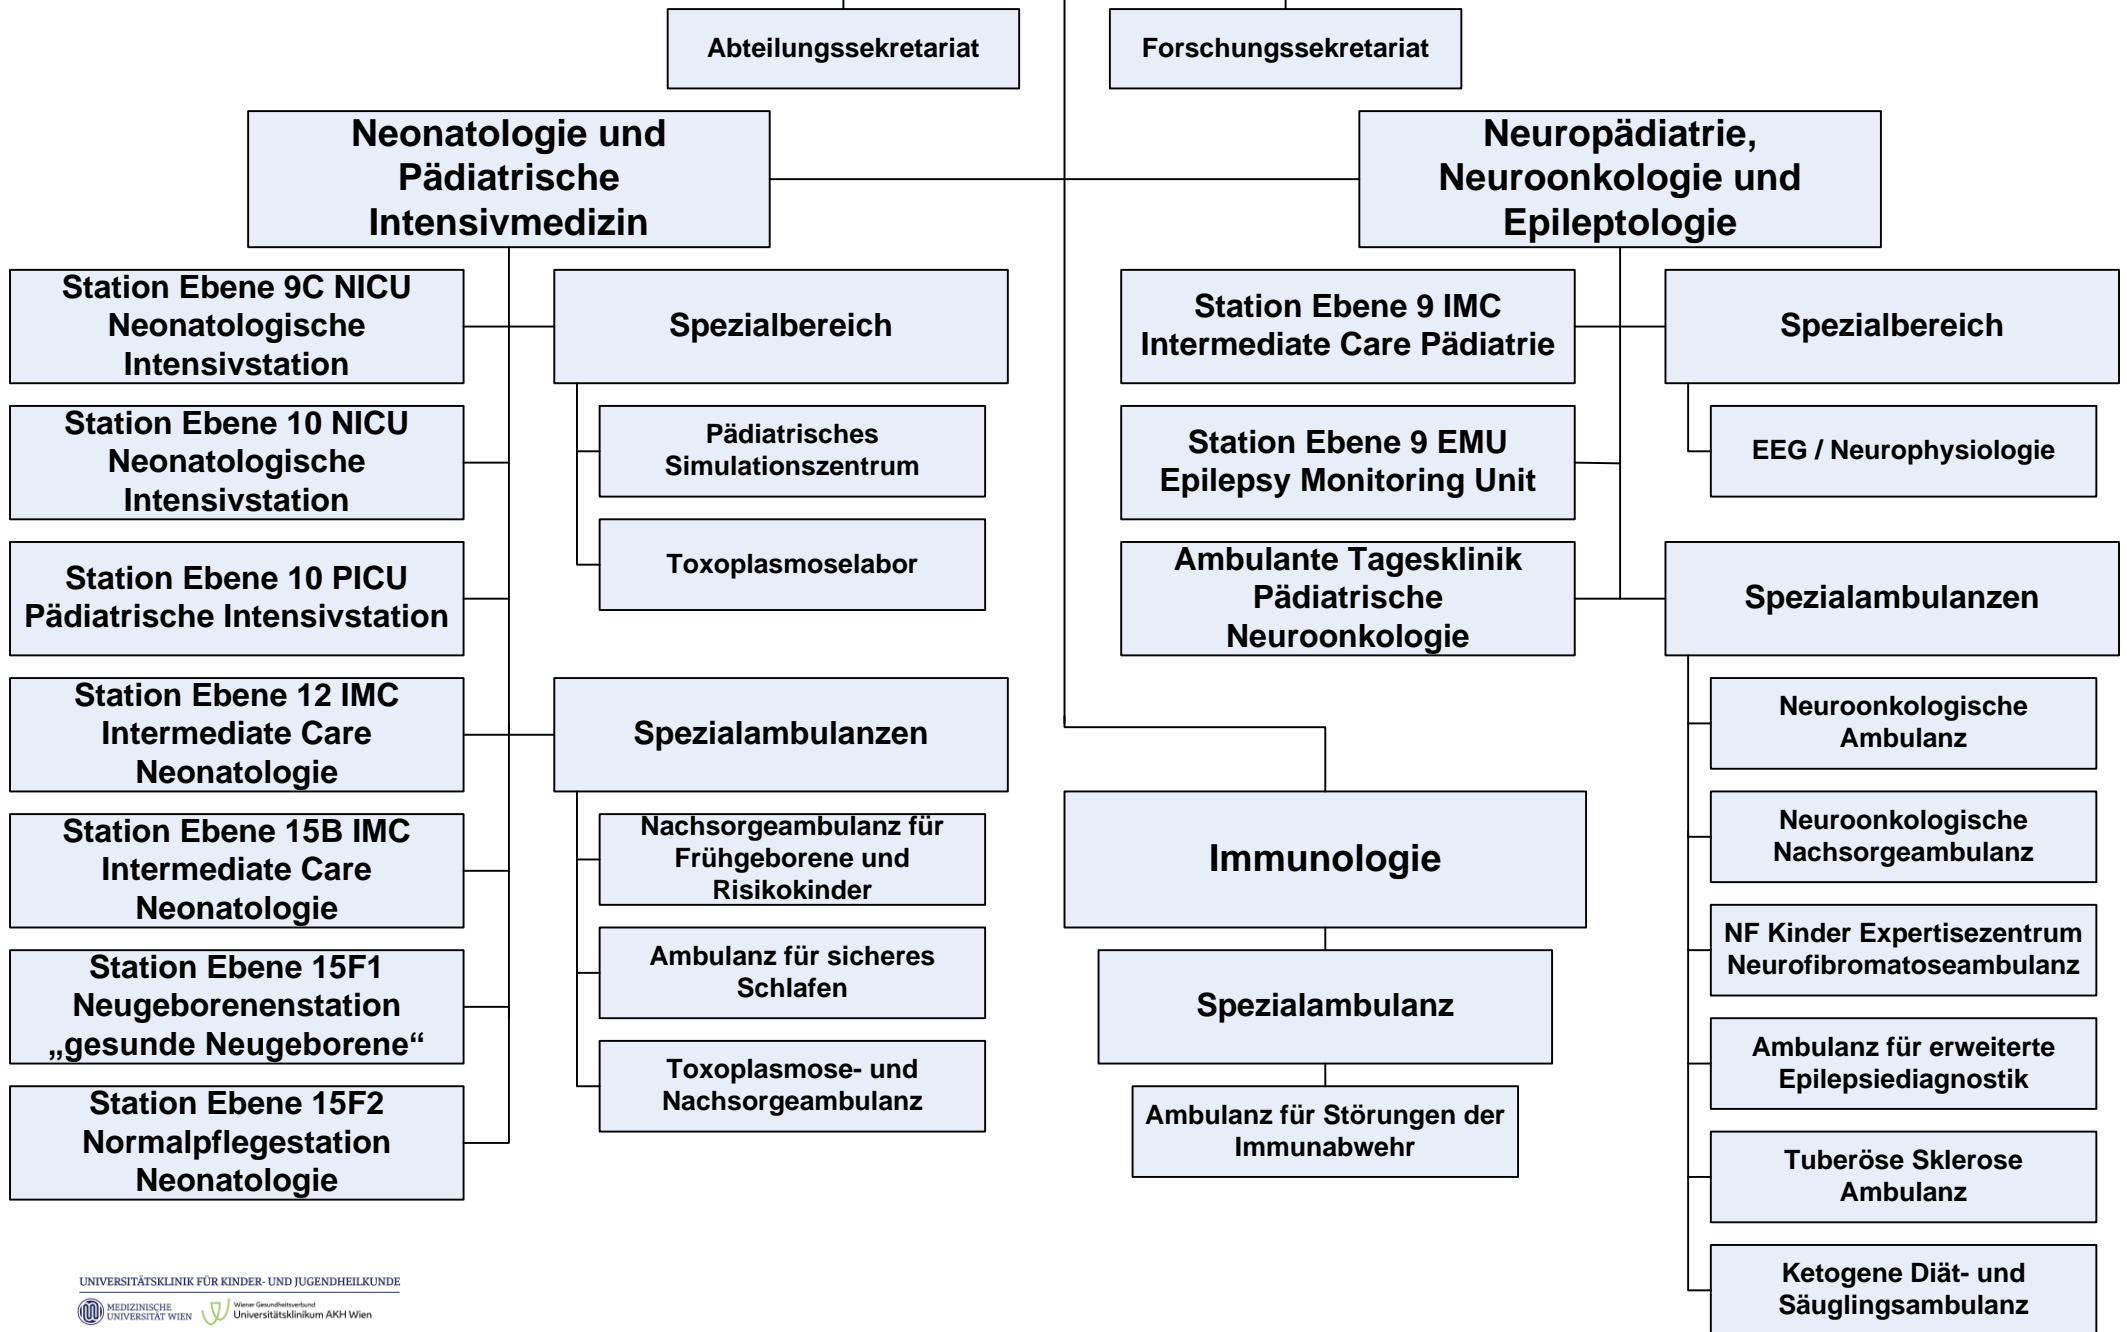 Abteilungssekretariat
Forschungssekretariat
Neonatologie und
Pädiatrische
Intensivmedizin
Station Ebene 9C NICU
Neonatologische
Intensivstation
Station Ebene 10 NICU
Neonatologische
Intensivstation
Station Ebene 10 PICU
Pädiatrische Intensivstation
Station Ebene 12 IMC
Intermediate Care
Neonatologie
Station Ebene 15B IMC
Intermediate Care
Neonatologie
Station Ebene 15F1
Neugeborenenstation
„gesunde Neugeborene“
Station Ebene 15F2
Normalpflegestation
Neonatologie
Spezialbereich
Pädiatrisches
Simulationszentrum
Toxoplasmoselabor
Spezialambulanzen
Nachsorgeambulanz für
Frühgeborene und
Risikokinder
Ambulanz für sicheres
Schlafen
Toxoplasmose- und
Nachsorgeambulanz
Neuropädiatrie,
Neuroonkologie und
Epileptologie
Station Ebene 9 IMC
Intermediate Care Pädiatrie
Station Ebene 9 EMU
Epilepsy Monitoring Unit
Ambulante Tagesklinik
Pädiatrische
Neuroonkologie
Spezialbereich
EEG / Neurophysiologie
Spezialambulanzen
Neuroonkologische
Ambulanz
Neuroonkologische
Nachsorgeambulanz
NF Kinder Expertisezentrum
Neurofibromatoseambulanz
Ambulanz für erweiterte
Epilepsiediagnostik
Tuberöse Sklerose
Ambulanz
Ketogene Diät- und
Säuglingsambulanz
Immunologie
Spezialambulanz
Ambulanz für Störungen der
Immunabwehr
UNIVERSITÄTSKLINIK FÜR KINDER- UND JUGENDHEILKUNDE
MEDIZINISCHE
UNIVERSITÄT WIEN
Wiener Gesundheitsverbund
Universitätsklinikum AKH Wien